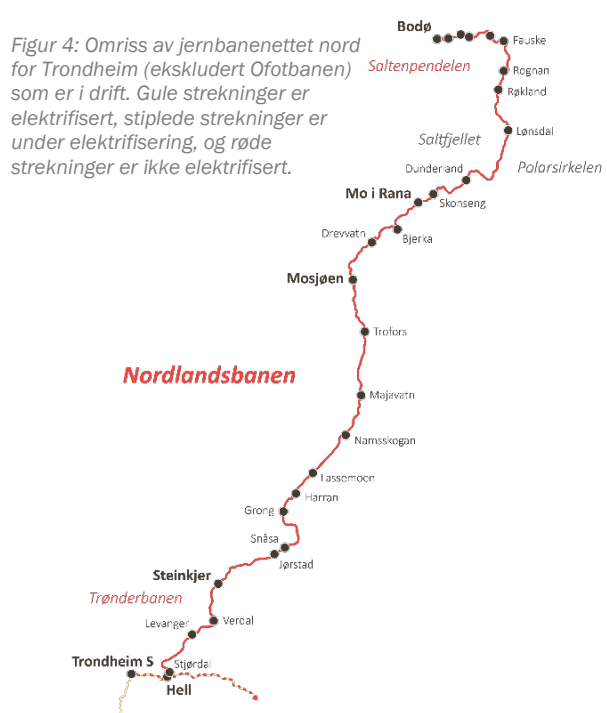 Figur 4: Omriss av jernbanenettet nord
for Trondheim (ekskludert Ofotbanen)
som er i drift. Gule strekninger er
elektrifisert, stiplede strekninger er
under elektrifisering, og røde
strekninger er ikke elektrifisert.
Bodø
Fauske
Saltenpendelen
Rognan
Røkland
Lønsdal
Saltfjellet
Polarsirkelen
Dunderland
Mo i Rana
Skonseng
Drevvatn
Bjerka
Mosjøen
Trofors
Nordlandsbanen
Majavatn
Namsskogan
Lassemoen
Harran
Grong
Snåsa
Jørstad
Steinkjer
Trønderbanen
Levanger
Verdal
Trondheim S
Stjørdal
Hell